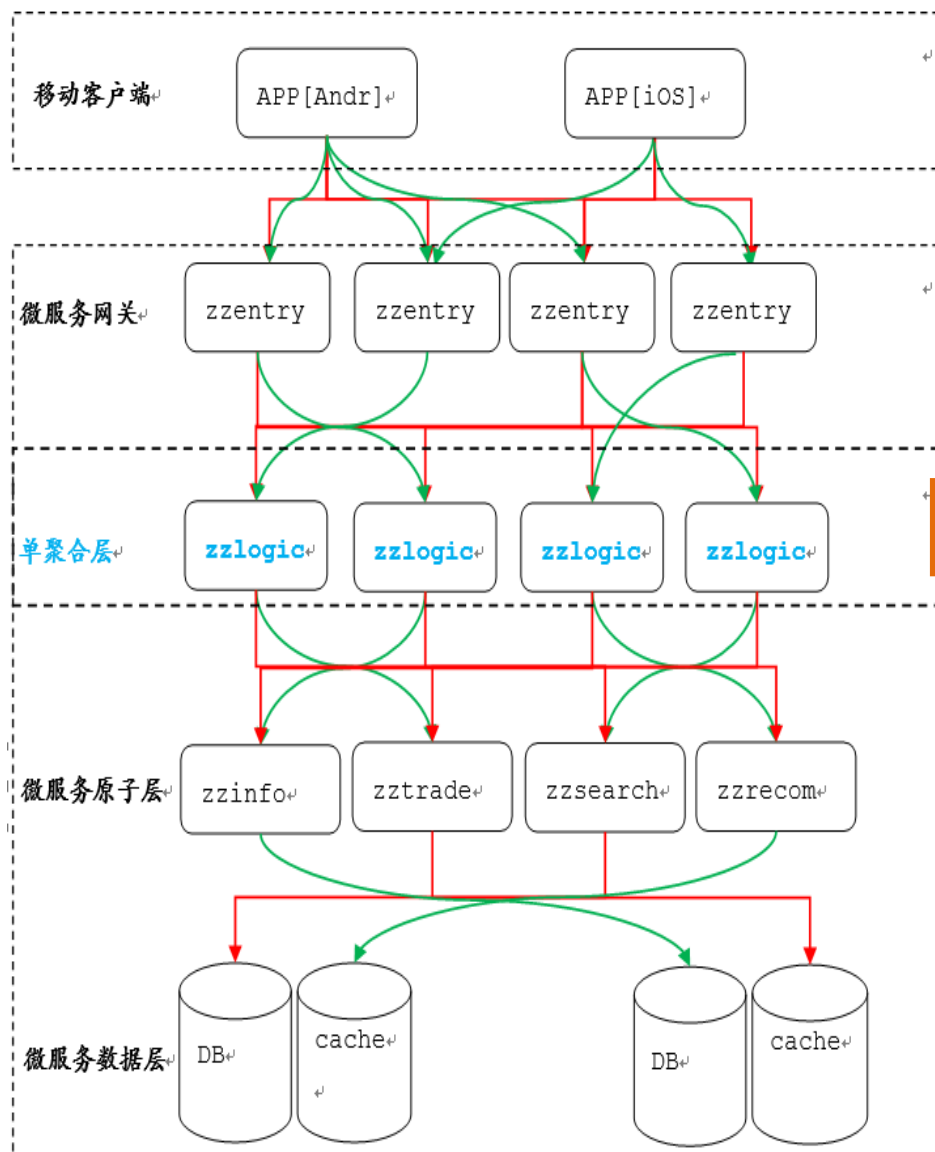 移动客户端
APP[Andr]
APP[iOS]
微服务网关
zzentry
zzentry
zzentry
zzentry
单聚合层
zzlogic
zzlogic
zzlogic
zzlogic
微服务原子层
zzinfo
zztrade
zzsearch
zzrecom
微服务数据层
DB
cache
DB
cache